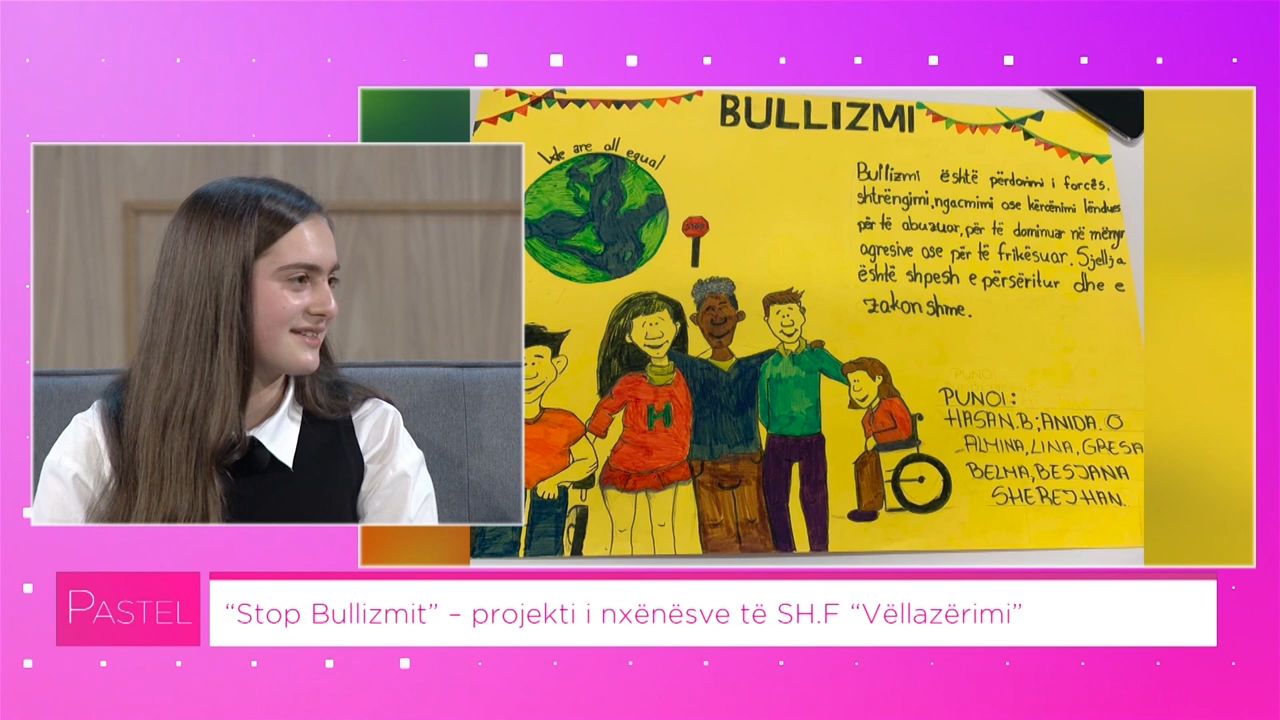 BULLIZMI
We are all equal
STOP
Bullizmi është përdorimi i forcës.
shtrëngimi, ngacmimi ose kërcënimi
për të abuzuar, për të dominuar në
agresive ose për të frikësuar. Sjellja
është shpesh e përsëritur dhe e
zakonshme.
PUNOI
PUNOI:
HASAN.B; ANIDA. O
ALMINA, LINA, GRESA
BELMA, BESJANA
SHEREJHAN.
H
PASTEL
“Stop Bullizmit” – projekti i nxënësve të SH.F “Vëllazërimi”